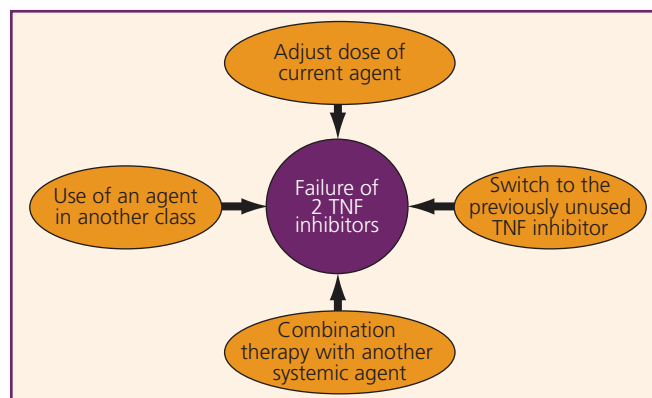 Adjust dose of
current agent
Use of an agent
in another class
Failure of
2 TNF
inhibitors
Switch to the
previously unused
TNF inhibitor
Combination
therapy with another
systemic agent